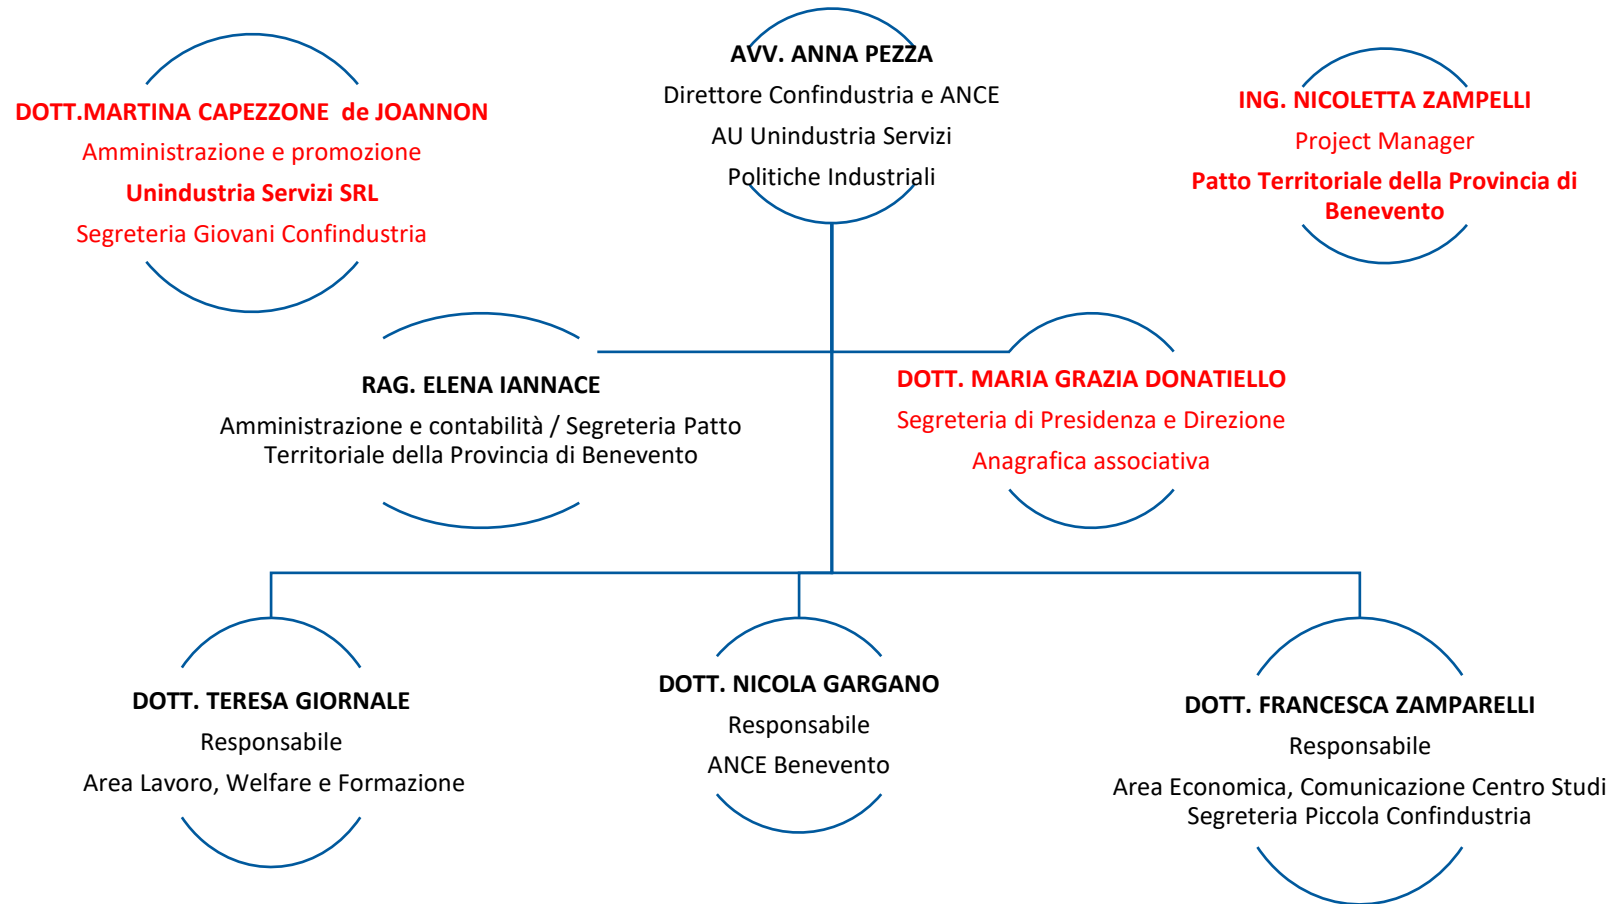 DOTT.MARTINA CAPEZZONE de JOANNON
Amministrazione e promozione
Unindustria Servizi SRL
Segreteria Giovani Confindustria
AVV. ANNA PEZZA
Direttore Confindustria e ANCE
AU Unindustria Servizi
Politiche Industriali
ING. NICOLETTA ZAMPELLI
Project Manager
Patto Territoriale della Provincia di
Benevento
RAG. ELENA IANNACE
Amministrazione e contabilità / Segreteria Patto
Territoriale della Provincia di Benevento
DOTT. MARIA GRAZIA DONATIELLO
Segreteria di Presidenza e Direzione
Anagrafica associativa
DOTT. TERESA GIORNALE
Responsabile
Area Lavoro, Welfare e Formazione
DOTT. NICOLA GARGANO
Responsabile
ANCE Benevento
DOTT. FRANCESCA ZAMPARELLI
Responsabile
Area Economica, Comunicazione Centro Studi
Segreteria Piccola Confindustria